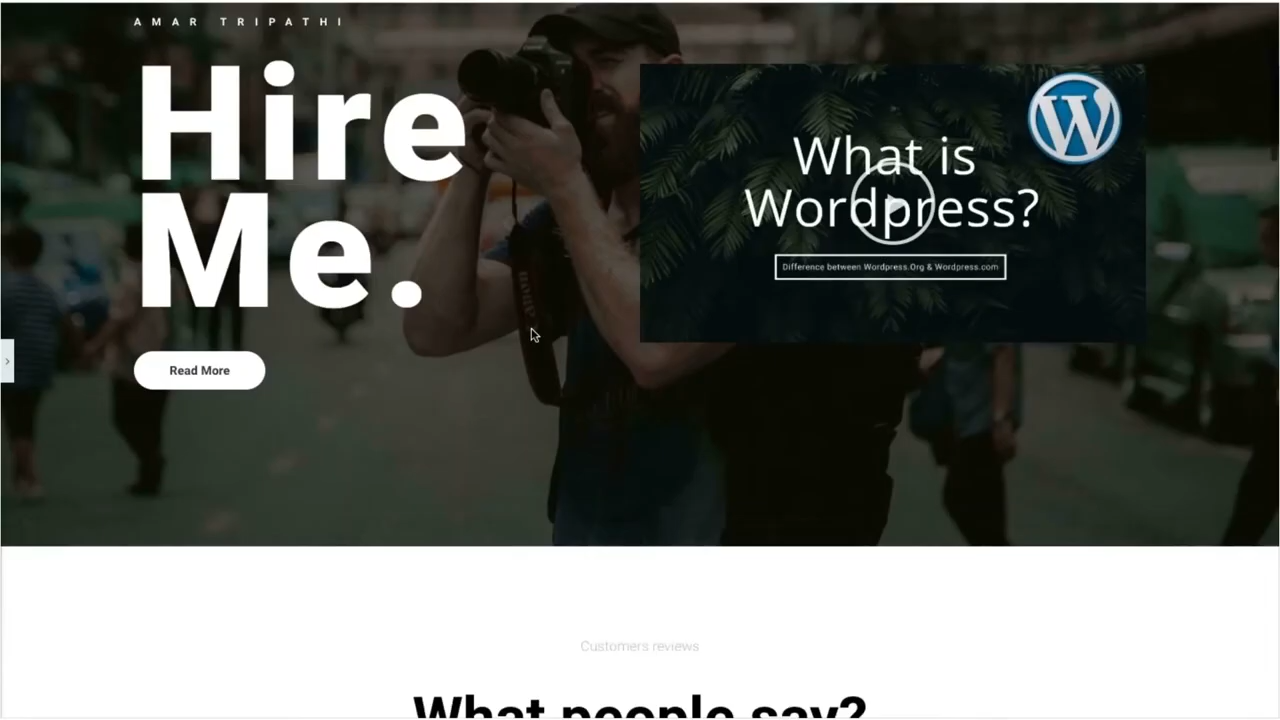 AMAR TRIPATHI
Hire
Me.
Read More
What is
Wordpress?
Difference between Wordpress.Org & Wordpress.com
Customers reviews
What people say?